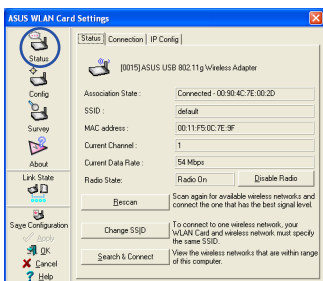 ASUS WLAN Card Settings
Status
Config
Survey
About
Link State
Save Configuration
Apply
OK
Cancel
Help
Status Connection IP Config
[0015]ASUS USB 802.11g Wireless Adapter
Association State : Connected - 00:90:4C:7E:00:2D
SSID : default
MAC address : 00:11:F5:0C:7E:9F
Current Channel : 1
Current Data Rate : 54 Mbps
Radio State: Radio On Disable Radio
Rescan
Scan again for available wireless networks and
connect the one that has the best signal level.
Change SSID
To connect to one wireless network, your
WLAN Card and wireless network must specify
the same SSID.
Search & Connect
View the wireless networks that are within range
of this computer.